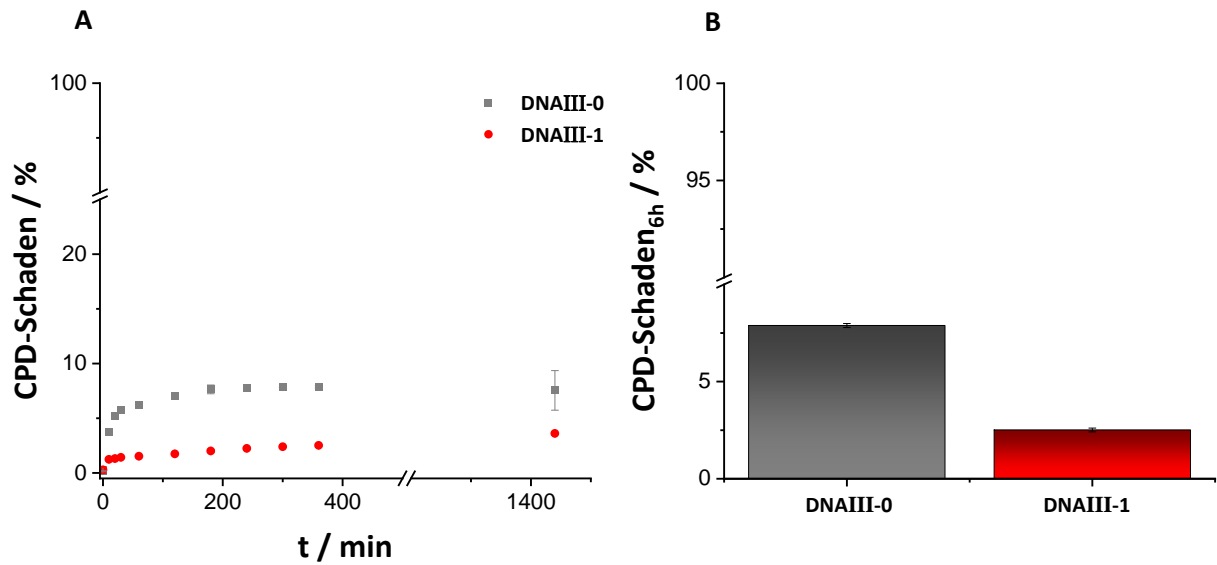 A
CPD-Schaden / %
100
20
10
0
0
200
400
1400
t / min
DNAIII-0
DNAIII-1
B
CPD-Schaden6h / %
100
95
5
0
DNAIII-0
DNAIII-1